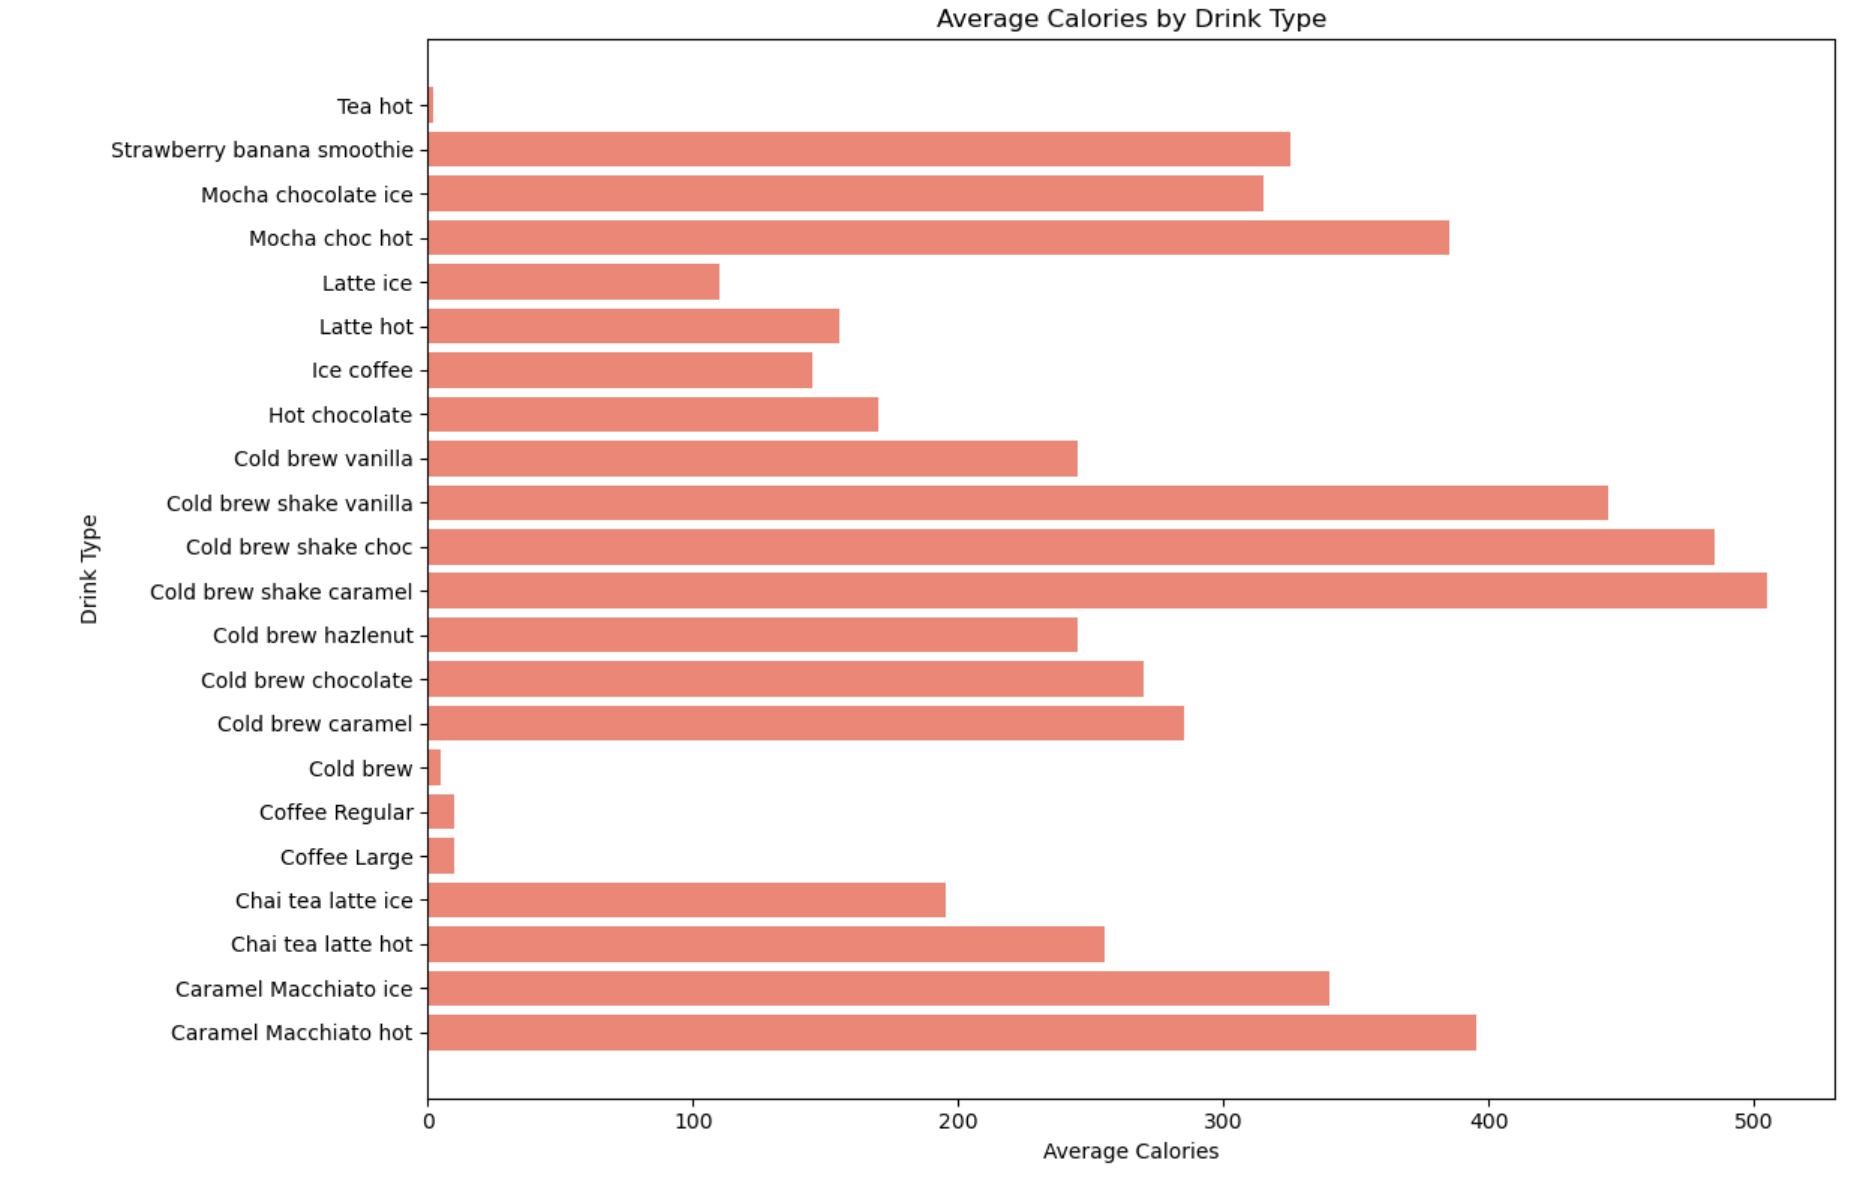 Average Calories by Drink Type
Tea hot
Strawberry banana smoothie
Mocha chocolate ice
Mocha choc hot
Latte ice
Latte hot
Ice coffee
Hot chocolate
Cold brew vanilla
Cold brew shake vanilla
Cold brew shake choc
Cold brew shake caramel
Cold brew hazlenut
Cold brew chocolate
Cold brew caramel
Cold brew
Coffee Regular
Coffee Large
Chai tea latte ice
Chai tea latte hot
Caramel Macchiato ice
Caramel Macchiato hot
Drink Type
0 100 200 300 400 500
Average Calories